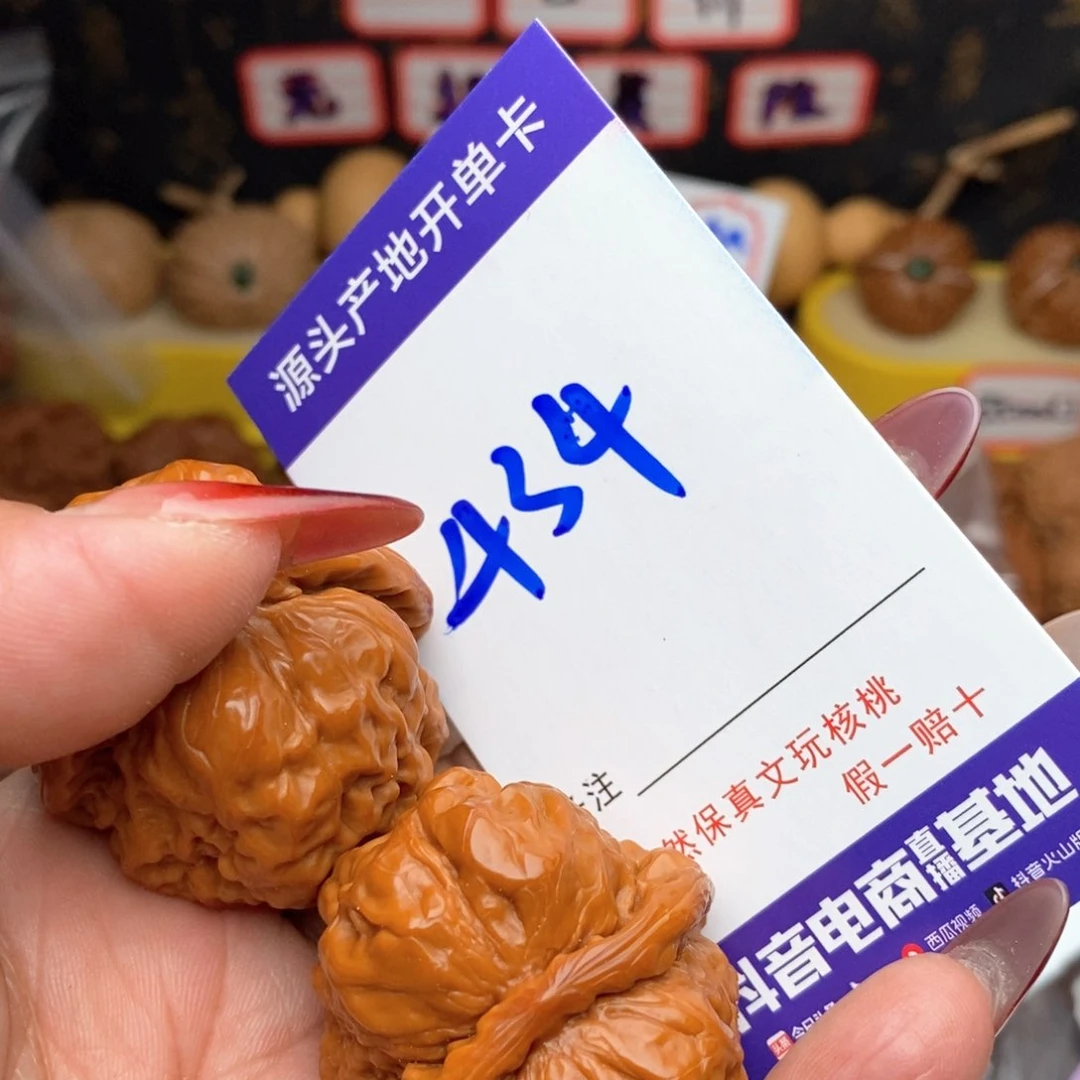 源头产地开单卡
434
注
然保真文玩核桃
假一赔十
抖音电商直播基地
抖音火山版
西瓜视频